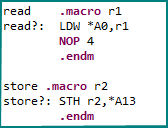 read .macro r1
read?: LDW *A0,r1
NOP 4
.endm
store .macro r2
store?: STH r2,*A13
.endm